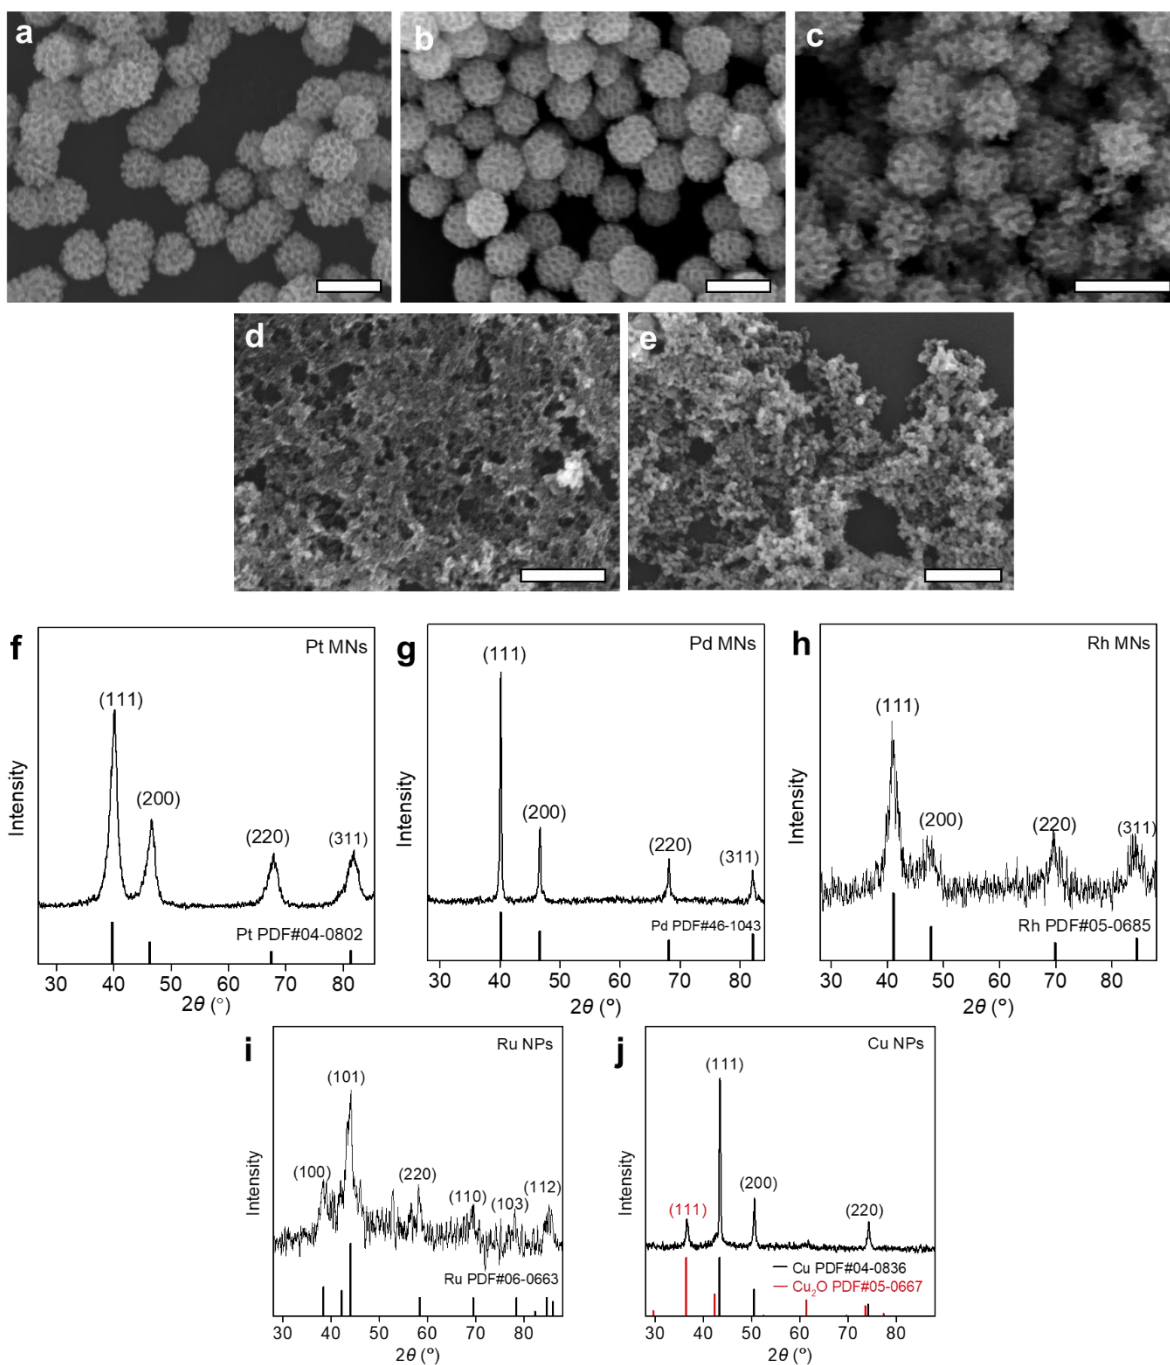 a
b
c
d
e
f
Pt MNs
(111)
(200)
(220)
(311)
Intensity
Pt PDF#04-0802
30 40 50 60 70 80
2θ (°)
g
Pd MNs
(111)
(200)
(220)
(311)
Intensity
Pd PDF#46-1043
30 40 50 60 70 80
2θ (°)
h
Rh MNs
(111)
(200)
(220)
(311)
Intensity
Rh PDF#05-0685
30 40 50 60 70 80
2θ (°)
i
Ru NPs
(101)
(100)
(220)
(110)
(103)
(112)
Intensity
Ru PDF#06-0663
30 40 50 60 70 80
2θ (°)
j
Cu NPs
(111)
(111)
(200)
(220)
Intensity
Cu PDF#04-0836
Cu₂O PDF#05-0667
30 40 50 60 70 80
2θ (°)